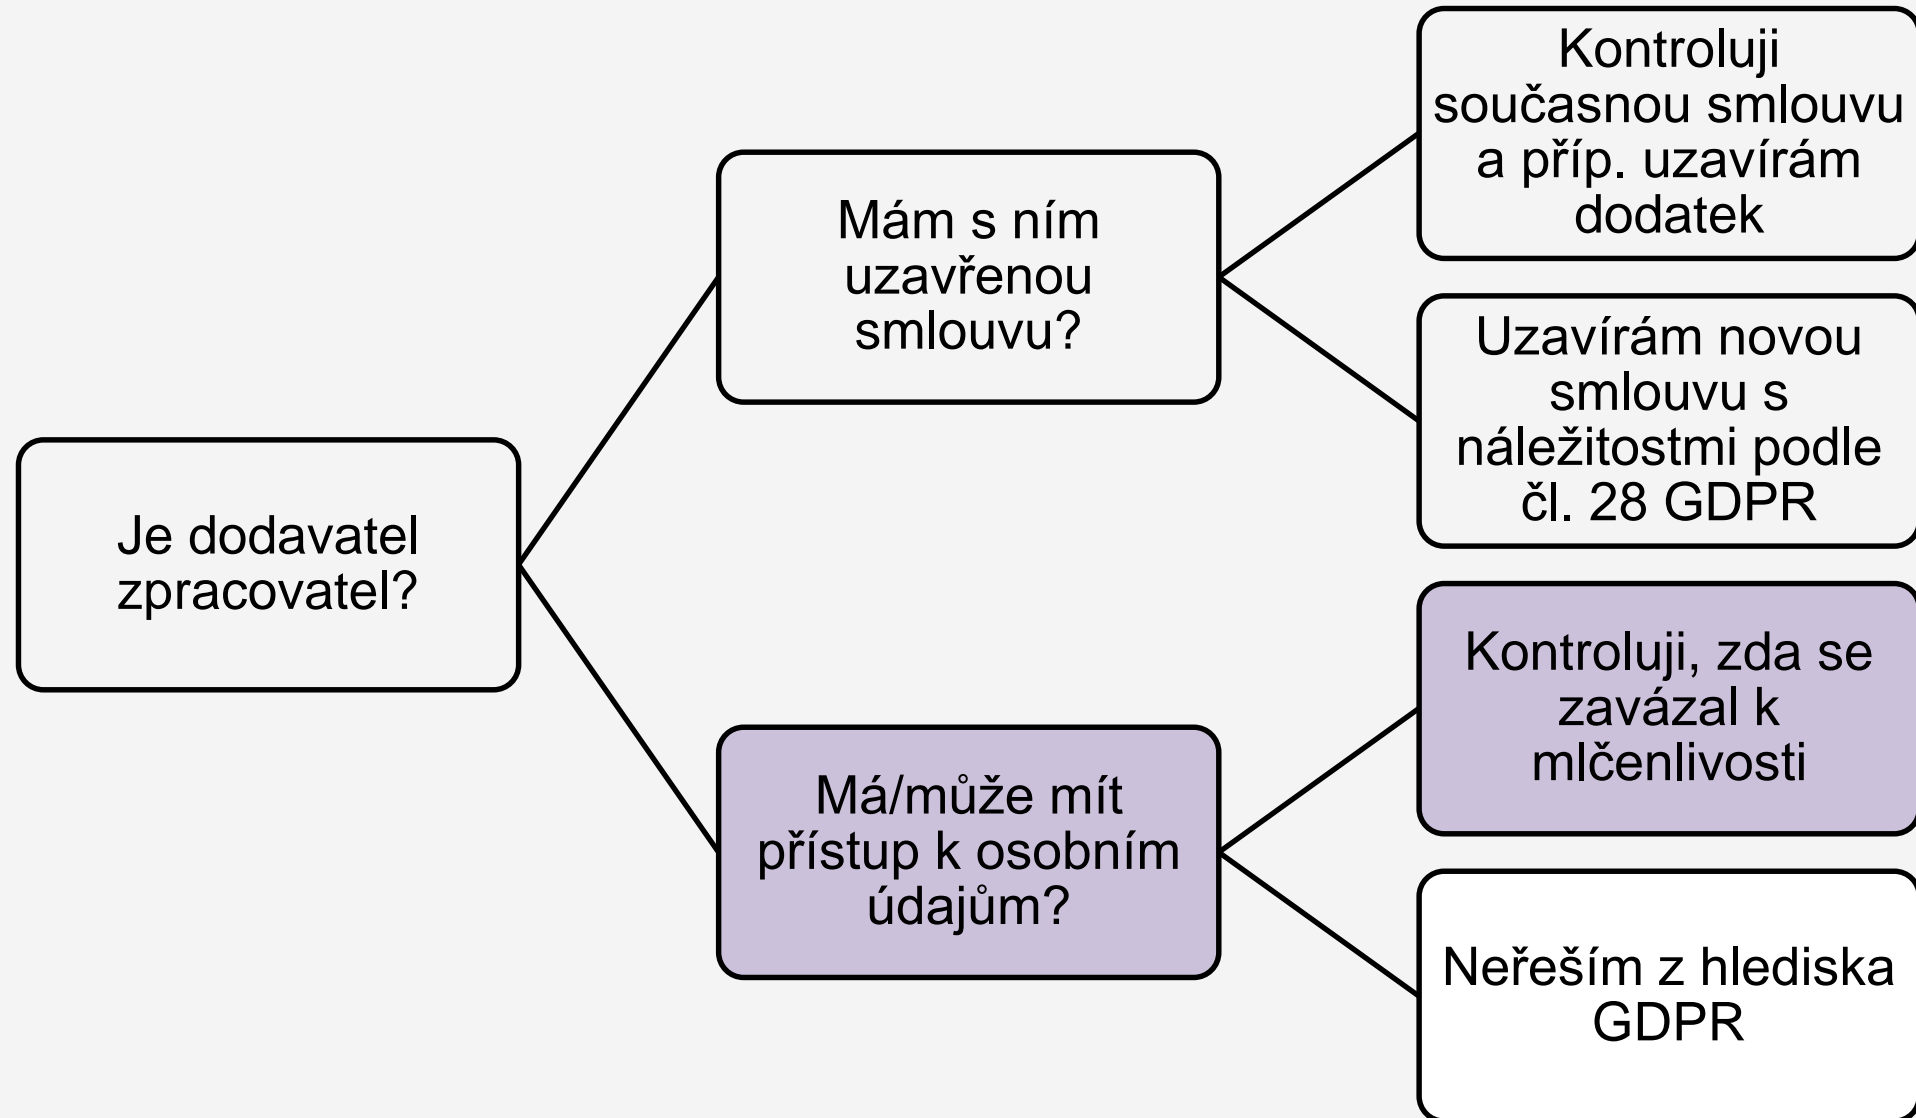 Je dodavatel
zpracovatel?
Mám s ním
uzavřenou
smlouvu?
Kontroluji
současnou smlouvu
a příp. uzavírám
dodatek
Uzavírám novou
smlouvu s
náležitostmi podle
čl. 28 GDPR
Má/může mít
přístup k osobním
údajům?
Kontroluji, zda se
zavázal k
mlčenlivosti
Neřeším z hlediska
GDPR